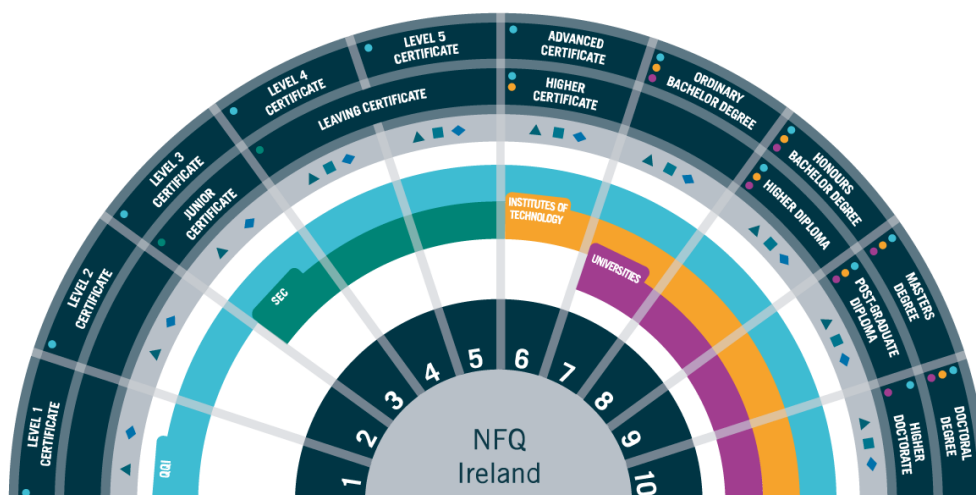 LEVEL 1
CERTIFICATE
LEVEL 2
CERTIFICATE
LEVEL 3
CERTIFICATE
LEVEL 4
CERTIFICATE
LEVEL 5
CERTIFICATE
ADVANCED
CERTIFICATE
ORDINARY
BACHELOR DEGREE
HONOURS
BACHELOR DEGREE
MASTERS
DEGREE
DOCTORAL
DEGREE
JUNIOR
CERTIFICATE
LEAVING CERTIFICATE
HIGHER
CERTIFICATE
HIGHER DIPLOMA
POST-GRADUATE
DIPLOMA
HIGHER
DOCTORATE
QQI
SEC
INSTITUTES OF
TECHNOLOGY
UNIVERSITIES
1
2
3
4
5
6
7
8
9
10
NFQ
Ireland